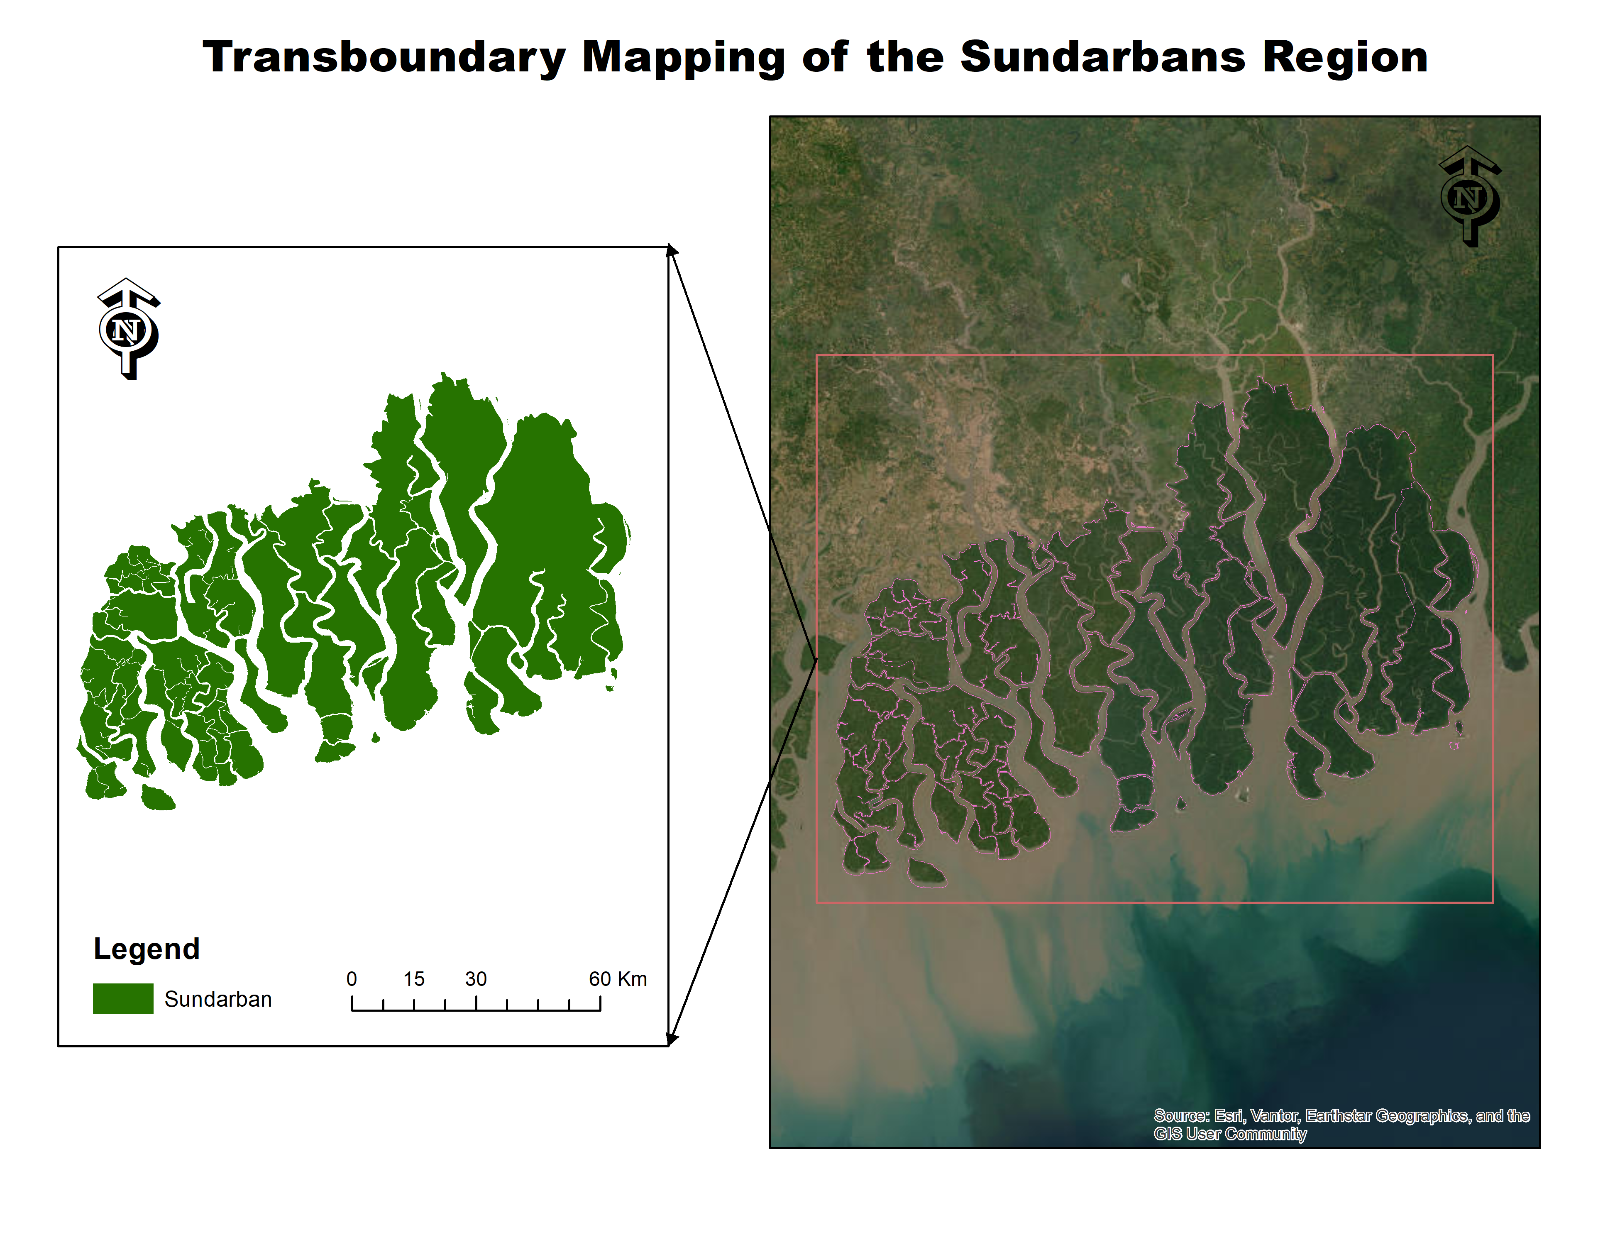 Transboundary Mapping of the Sundarbans Region
N
N
Legend
Sundarban
0 15 30 60 Km
Source: Esri, Vantor, Earthstar Geographics, and the
GIS User Community